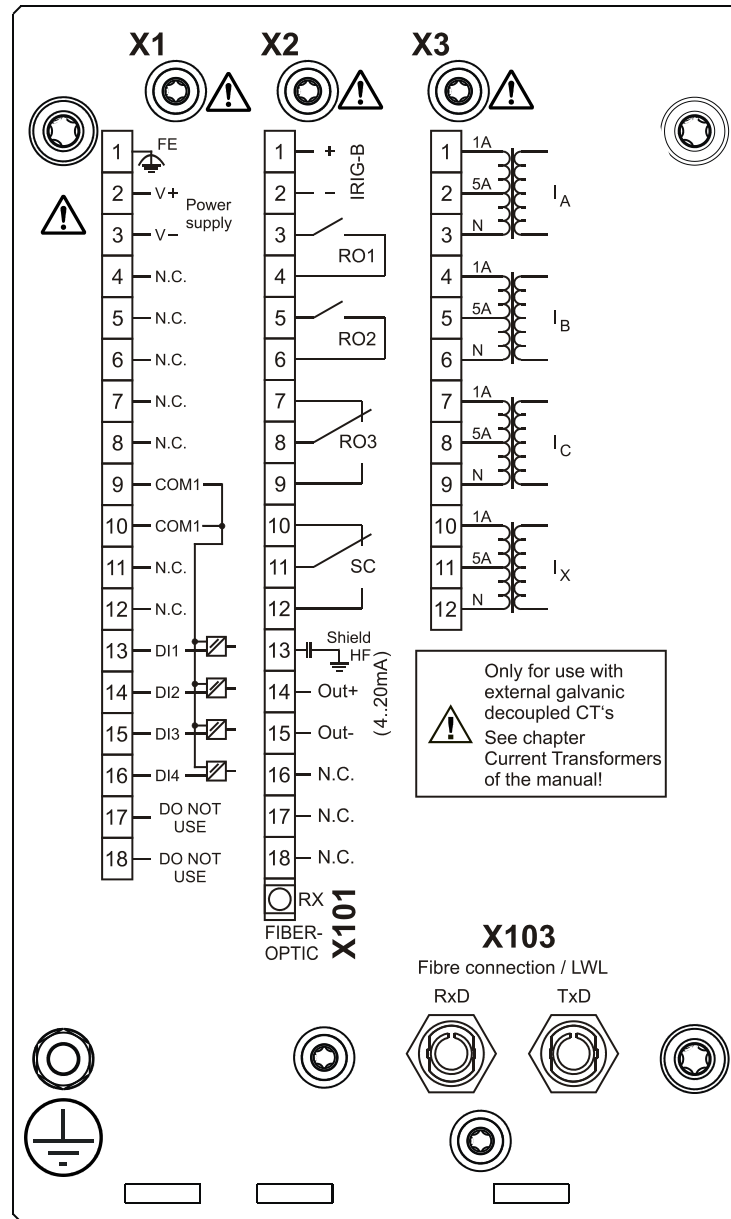 X1
1 FE
2 V+
Power
supply
3 V–
4 N.C.
5 N.C.
6 N.C.
7 N.C.
8 N.C.
9 COM1
10 COM1
11 N.C.
12 N.C.
13 DI1
14 DI2
15 DI3
16 DI4
17 DO NOT
USE
18 DO NOT
USE
X2
1 +
2 –
IRIG-B
3
4
RO1
5
6
RO2
7
8
9
RO3
10
11
12
SC
13 Shield
HF
14 Out+
15 Out-
(4..20mA)
16 N.C.
17 N.C.
18 N.C.
RX
FIBER-
OPTIC
X101
X3
1 1A
2 5A
3 N
IA
4 1A
5 5A
6 N
IB
7 1A
8 5A
9 N
IC
10 1A
11 5A
12 N
IX
Only for use with
external galvanic
decoupled CT‘s
See chapter
Current Transformers
of the manual!
X103
Fibre connection / LWL
RxD TxD